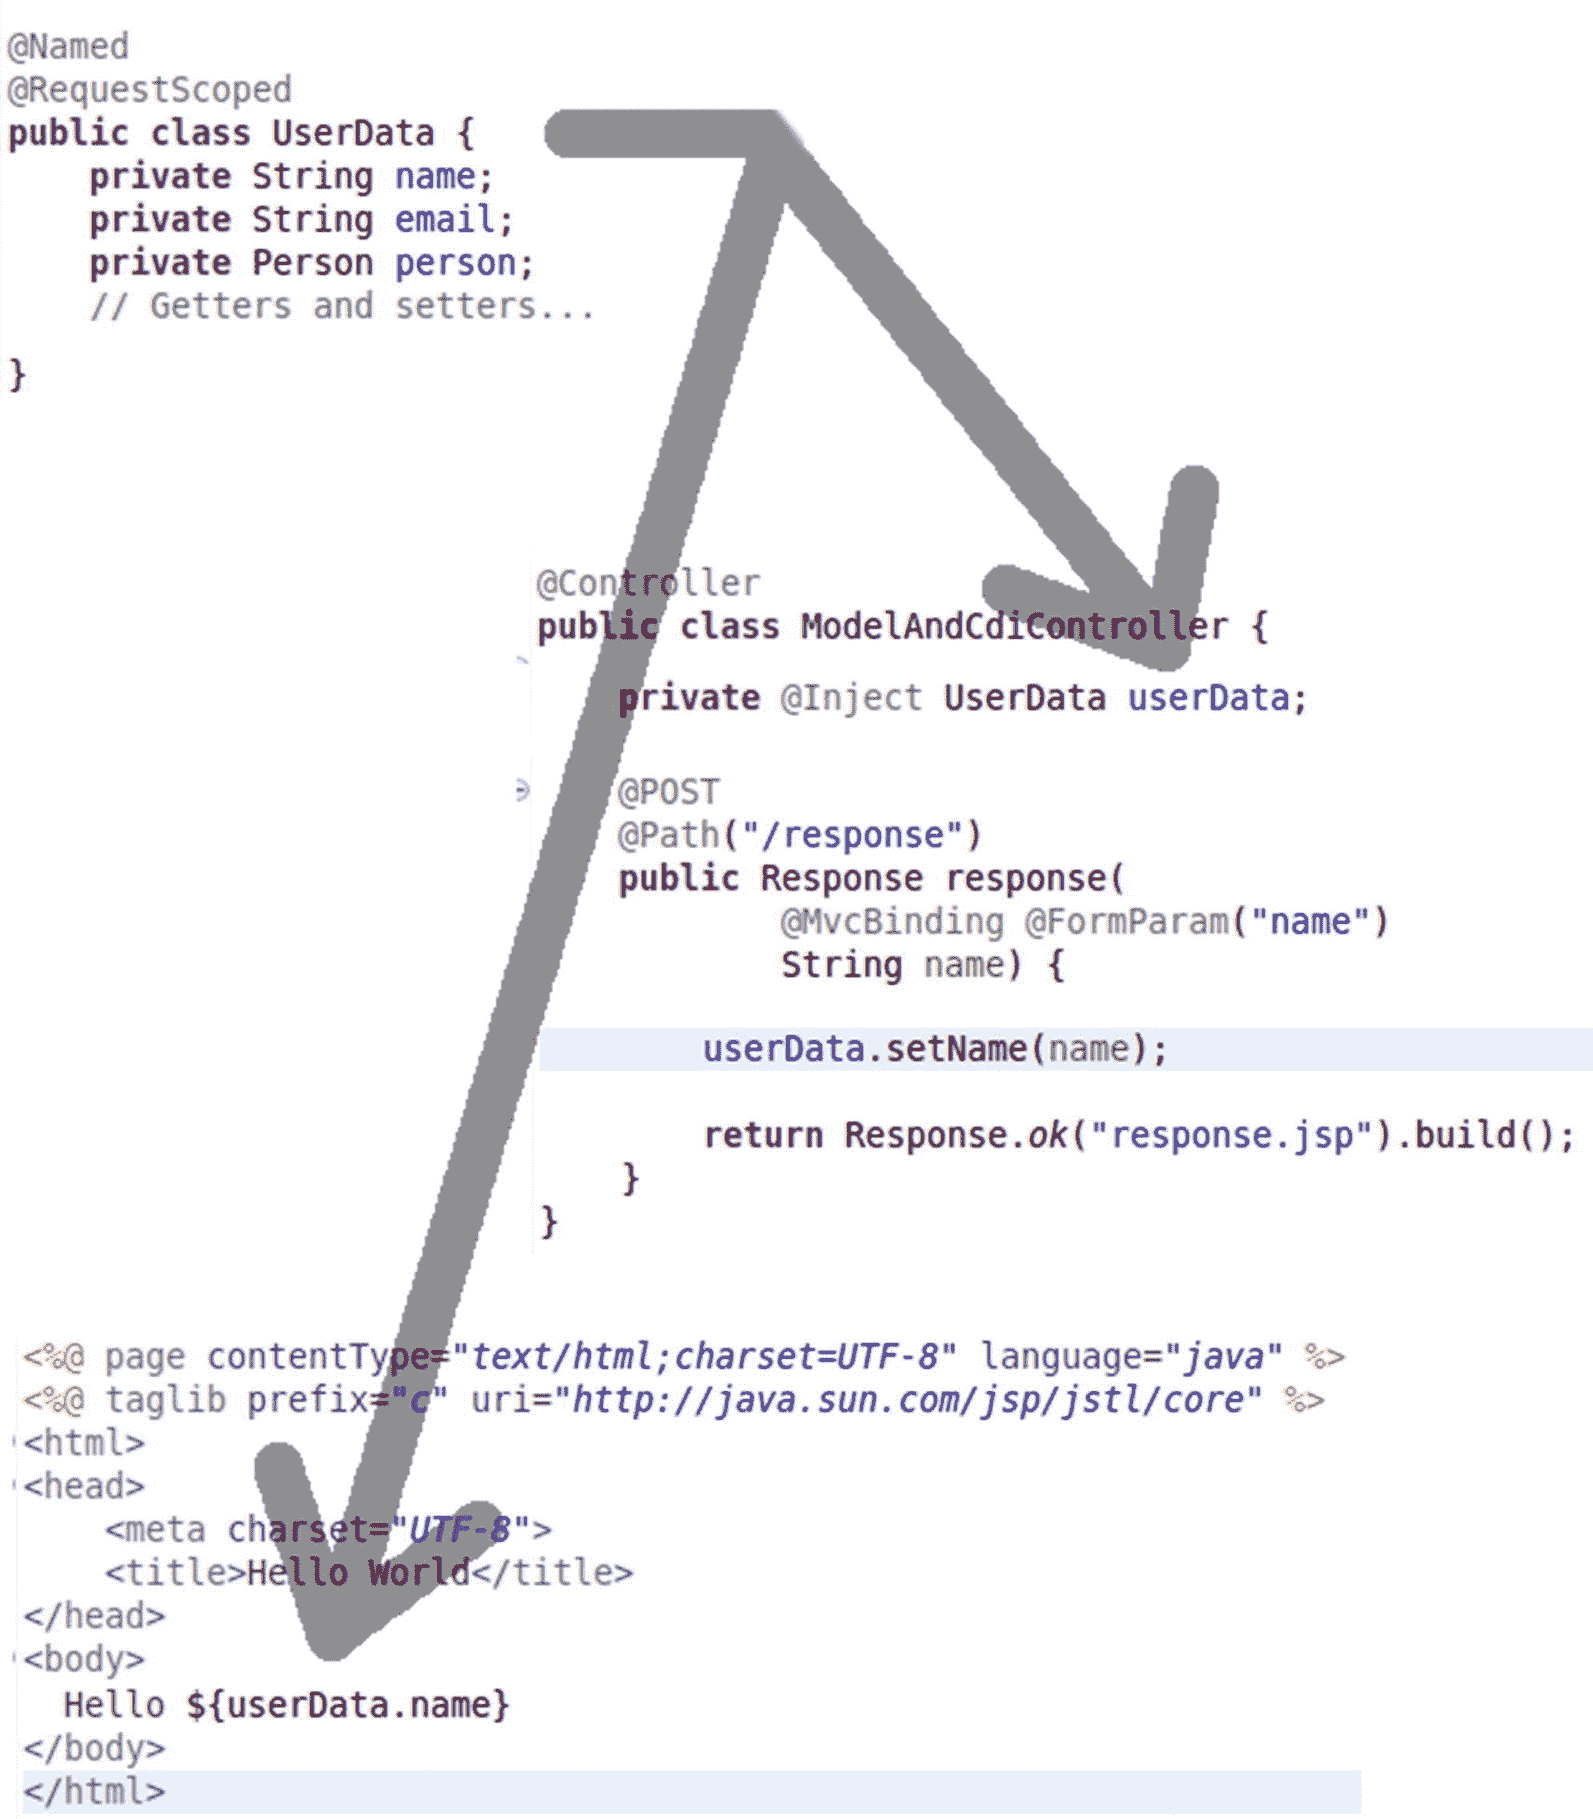 @Named
@RequestScoped
public class UserData {
    private String name;
    private String email;
    private Person person;
    // Getters and setters...
}
@Controller
public class ModelAndCdiController {
    private @Inject UserData userData;
    @POST
    @Path("/response")
    public Response response(
            @MvcBinding @FormParam("name")
            String name) {
        userData.setName(name);
        return Response.ok("response.jsp").build();
    }
}
<%@ page contentType="text/html;charset=UTF-8" language="java" %>
<%@ taglib prefix="c" uri="http://java.sun.com/jsp/jstl/core" %>
<html>
<head>
    <meta charset="UTF-8">
    <title>Hello World</title>
</head>
<body>
  Hello ${userData.name}
</body>
</html>